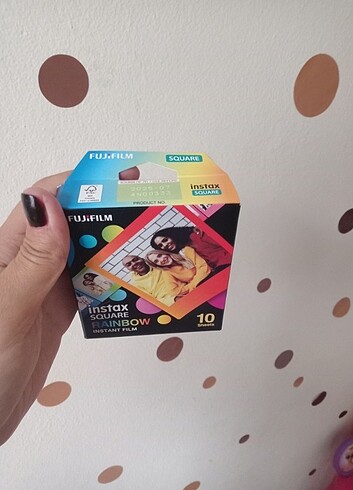 FUJIFILM
SQUARE
instax
SQUARE
PRODUCT NO.
FUJIFILM
instax
SQUARE
RAINBOW
INSTANT FILM
10
Sheets